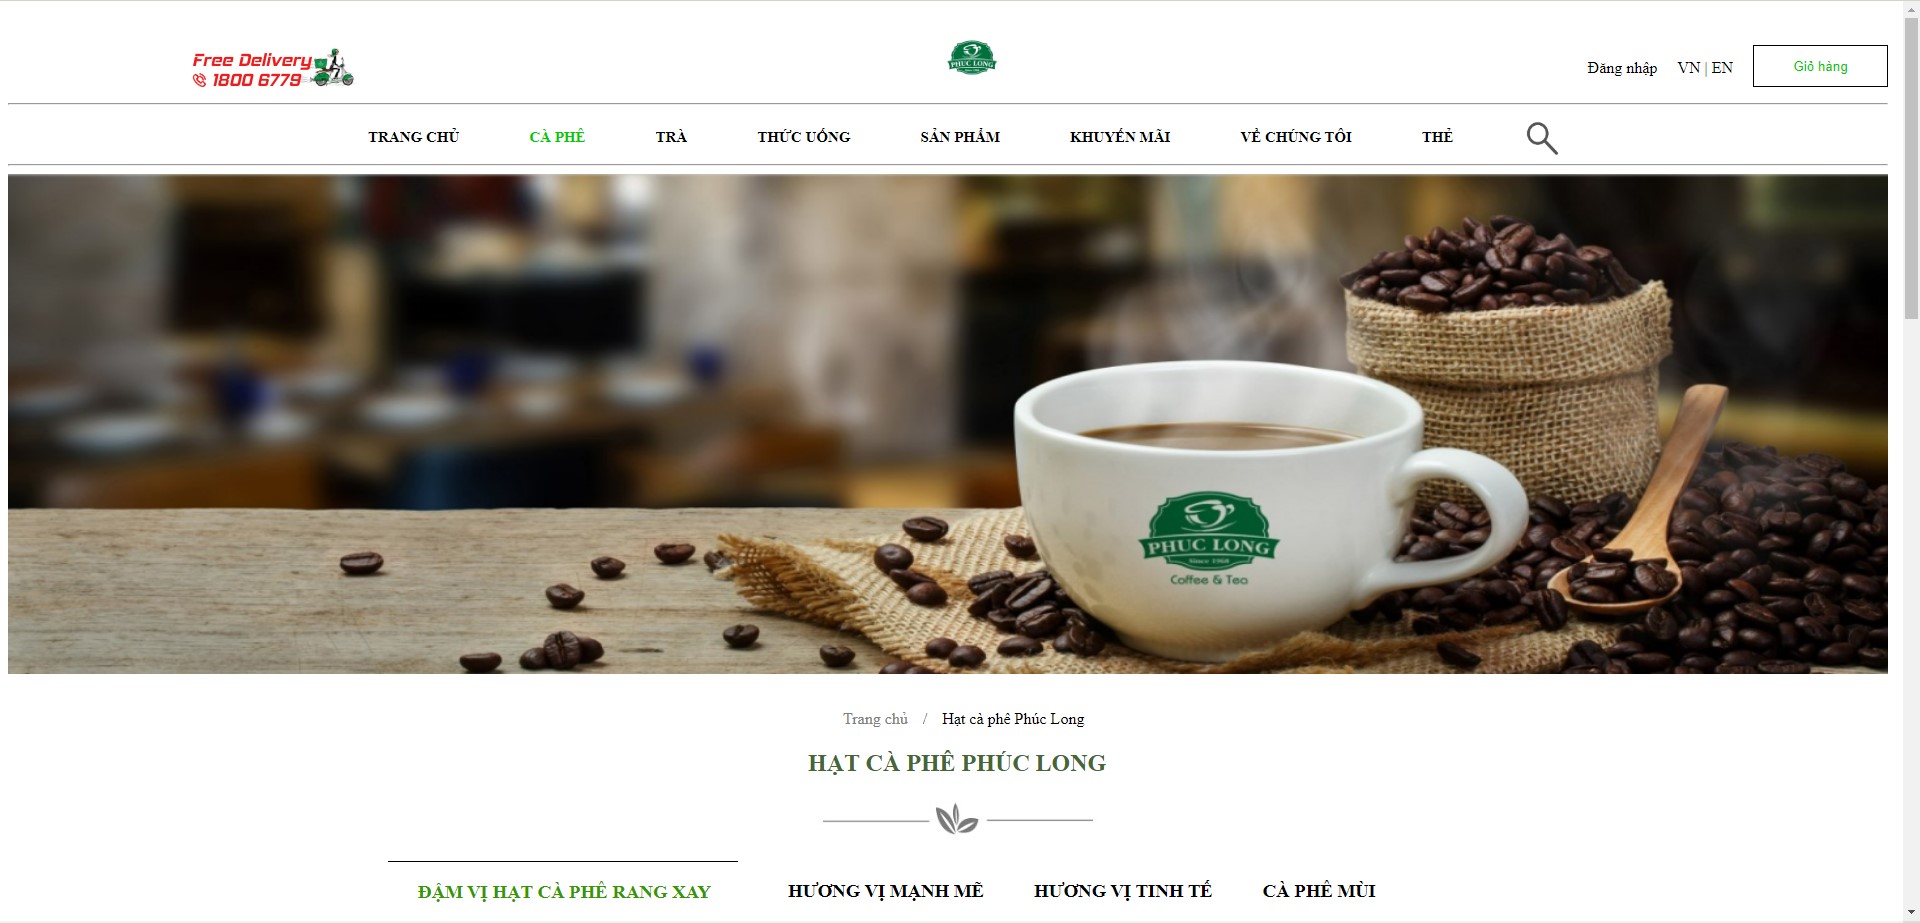 Free Delivery
1800 6779
PHUC LONG
Đăng nhập
VN | EN
Giỏ hàng
TRANG CHỦ
CÀ PHÊ
TRÀ
THỨC UỐNG
SẢN PHẨM
KHUYẾN MÃI
VỀ CHÚNG TÔI
THẺ
PHUC LONG
Since 1968
Coffee & Tea
Trang chủ / Hạt cà phê Phúc Long
HẠT CÀ PHÊ PHÚC LONG
ĐẬM VỊ HẠT CÀ PHÊ RANG XAY
HƯƠNG VỊ MẠNH MẼ
HƯƠNG VỊ TINH TẾ
CÀ PHÊ MÙI